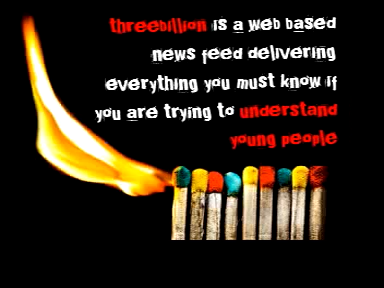 threebillion is a web based
news feed delivering
everything you must know if
you are trying to understand
young people